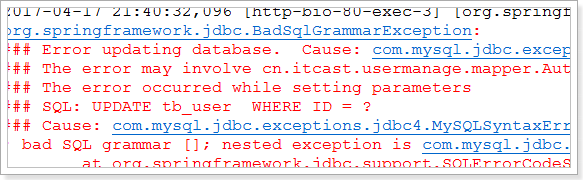 2017-04-17 21:40:32,096 [http-bio-80-exec-3] [org.springf
org.springframework.jdbc.BadSqlGrammarException:
### Error updating database.  Cause: com.mysql.jdbc.excep
### The error may involve cn.itcast.usermanage.mapper.Aut
### The error occurred while setting parameters
### SQL: UPDATE tb_user  WHERE ID = ?
### Cause: com.mysql.jdbc.exceptions.jdbc4.MySQLSyntaxErr
bad SQL grammar []; nested exception is com.mysql.jdbc.
at org.springframework.jdbc.support.SQLErrorCodeS